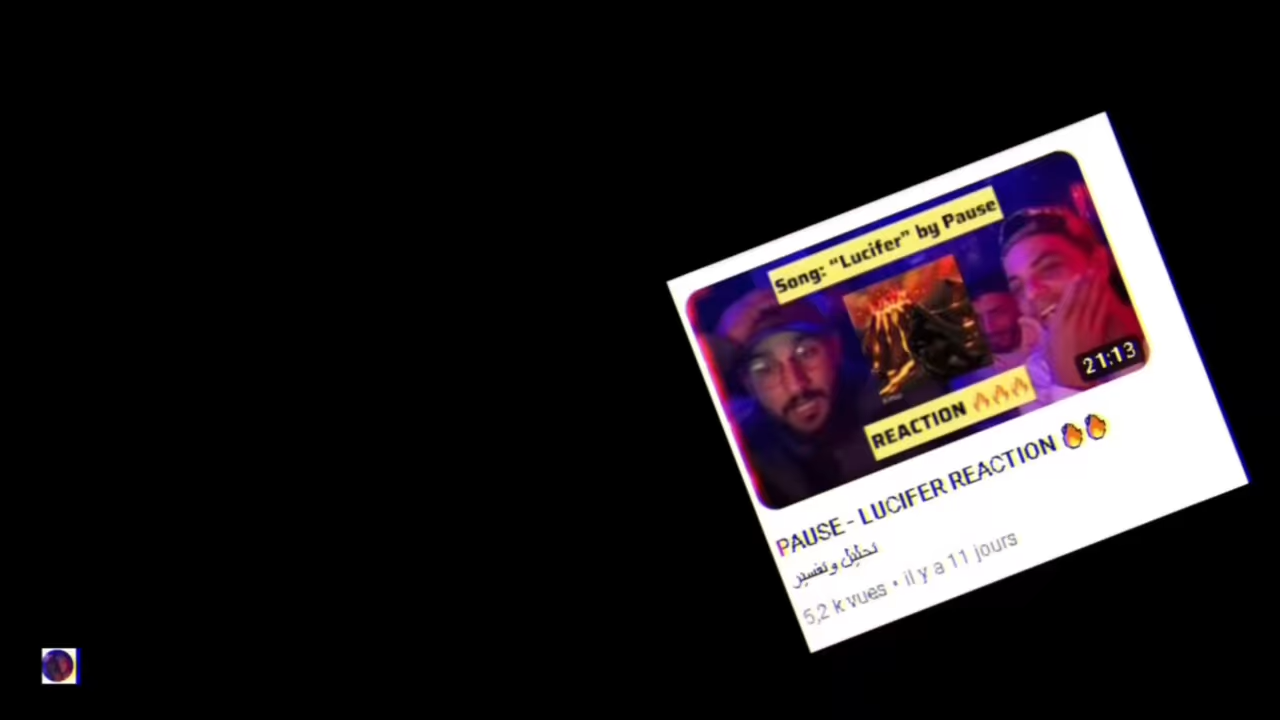 Song: “Lucifer” by Pause
REACTION 🔥🔥🔥
21:13
PAUSE - LUCIFER REACTION 🔥🔥
تحليل وتفسير
5,2 k vues • il y a 11 jours